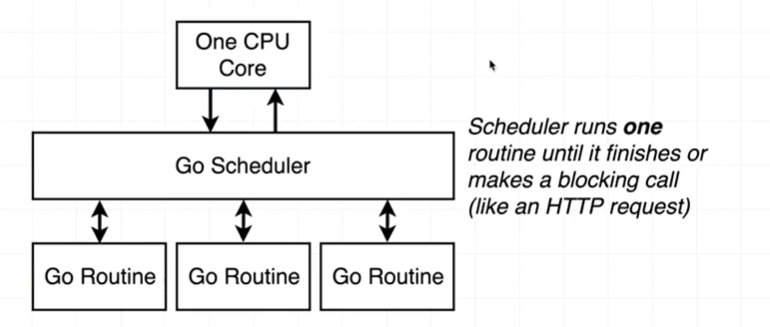 One CPU
Core
Go Scheduler
Scheduler runs one
routine until it finishes or
makes a blocking call
(like an HTTP request)
Go Routine
Go Routine
Go Routine